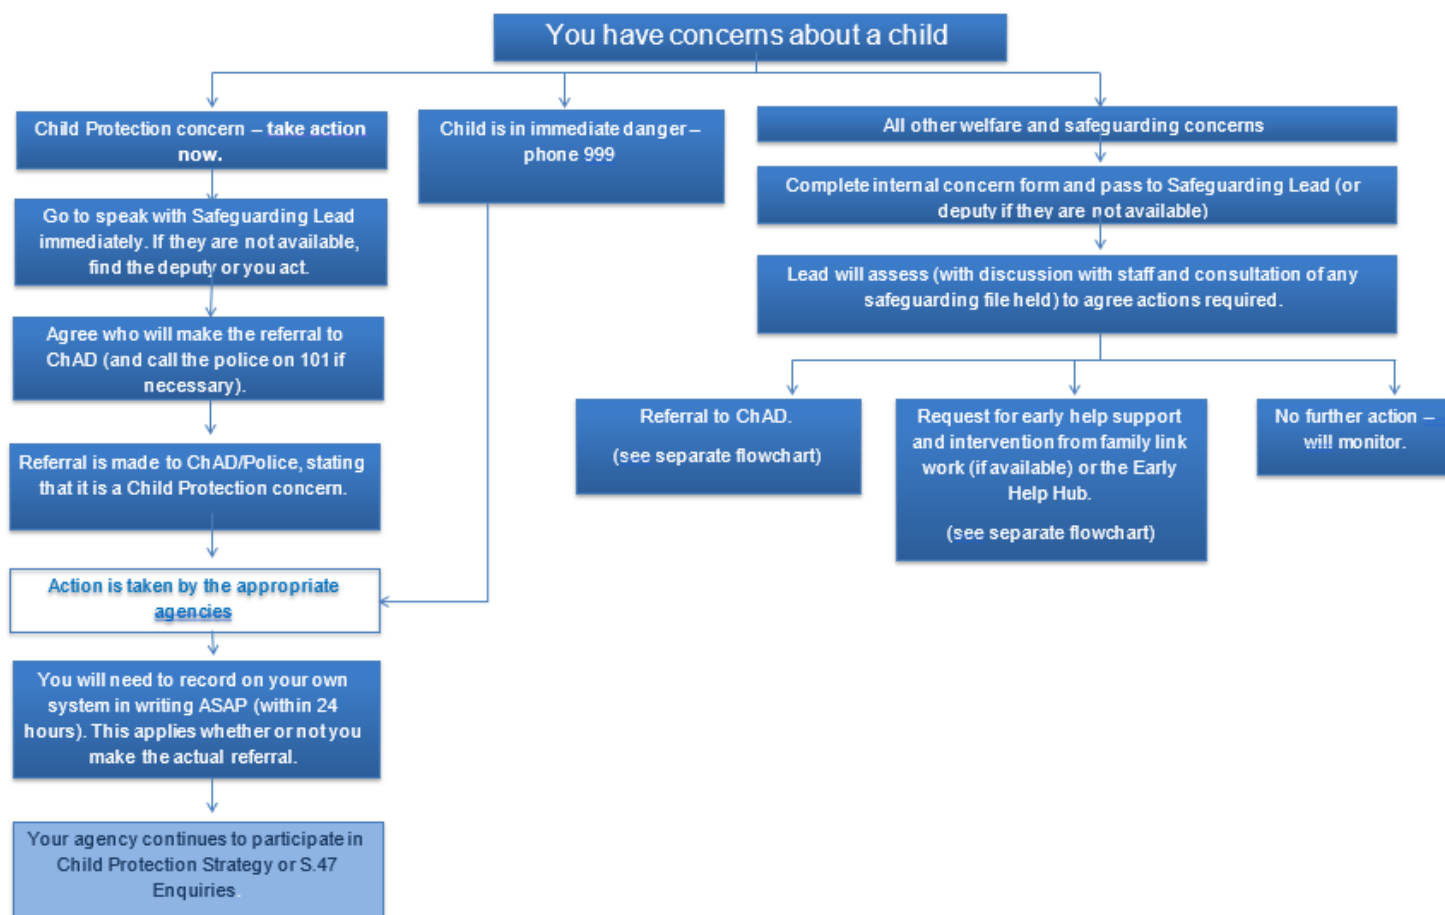 You have concerns about a child
Child Protection concern – take action
now.
Go to speak with Safeguarding Lead
immediately. If they are not available,
find the deputy or you act.
Agree who will make the referral to
ChAD (and call the police on 101 if
necessary).
Referral is made to ChAD/Police, stating
that it is a Child Protection concern.
Action is taken by the appropriate
agencies
You will need to record on your own
system in writing ASAP (within 24
hours). This applies whether or not you
make the actual referral.
Your agency continues to participate in
Child Protection Strategy or S.47
Enquiries.
Child is in immediate danger –
phone 999
All other welfare and safeguarding concerns
Complete internal concern form and pass to Safeguarding Lead (or
deputy if they are not available)
Lead will assess (with discussion with staff and consultation of any
safeguarding file held) to agree actions required.
Referral to ChAD.
(see separate flowchart)
Request for early help support
and intervention from family link
work (if available) or the Early
Help Hub.
(see separate flowchart)
No further action –
will monitor.